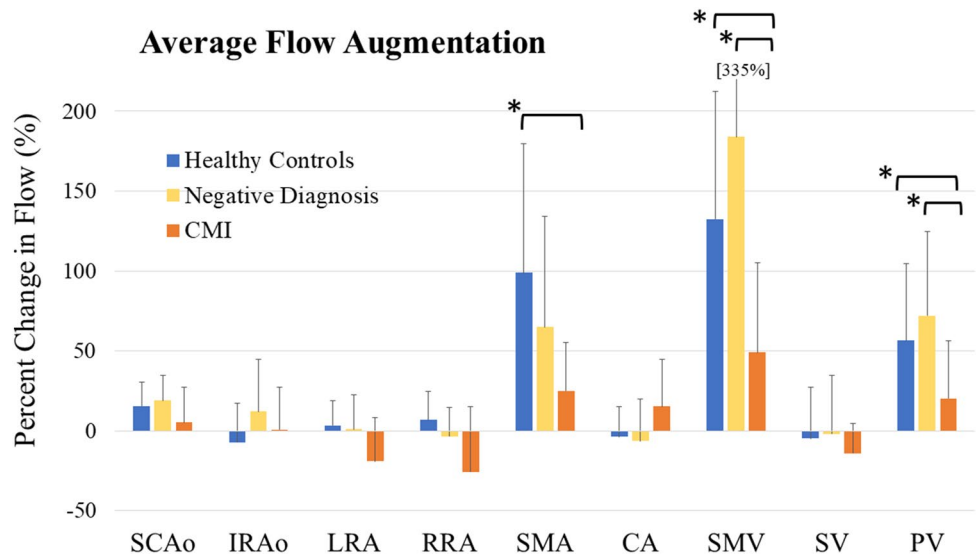 Average Flow Augmentation
Percent Change in Flow (%)
200
150
100
50
0
-50
Healthy Controls
Negative Diagnosis
CMI
*
*
*
[335%]
*
*
SCAo IRAo LRA RRA SMA CA SMV SV PV